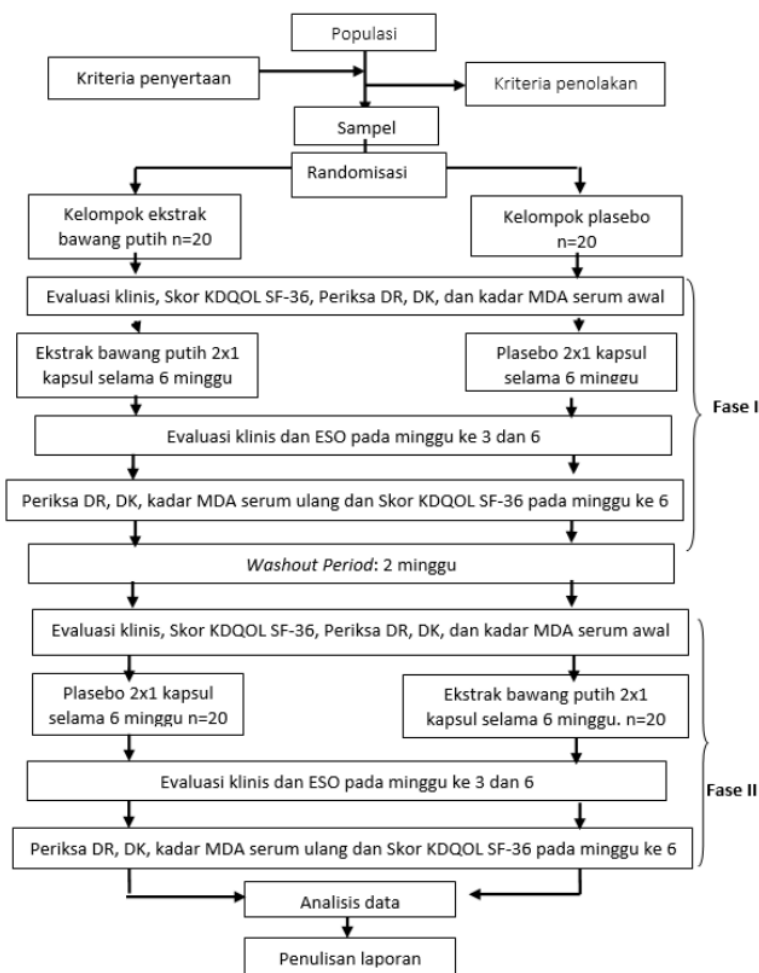 Populasi
Kriteria penyertaan
Kriteria penolakan
Sampel
Randomisasi
Kelompok ekstrak
bawang putih n=20
Kelompok plasebo
n=20
Evaluasi klinis, Skor KDQOL SF-36, Periksa DR, DK, dan kadar MDA serum awal
Ekstrak bawang putih 2x1
kapsul selama 6 minggu
Plasebo 2x1 kapsul
selama 6 minggu
Fase I
Evaluasi klinis dan ESO pada minggu ke 3 dan 6
Periksa DR, DK, kadar MDA serum ulang dan Skor KDQOL SF-36 pada minggu ke 6
Washout Period: 2 minggu
Evaluasi klinis, Skor KDQOL SF-36, Periksa DR, DK, dan kadar MDA serum awal
Plasebo 2x1 kapsul
selama 6 minggu n=20
Ekstrak bawang putih 2x1
kapsul selama 6 minggu. n=20
Evaluasi klinis dan ESO pada minggu ke 3 dan 6
Fase II
Periksa DR, DK, kadar MDA serum ulang dan Skor KDQOL SF-36 pada minggu ke 6
Analisis data
Penulisan laporan